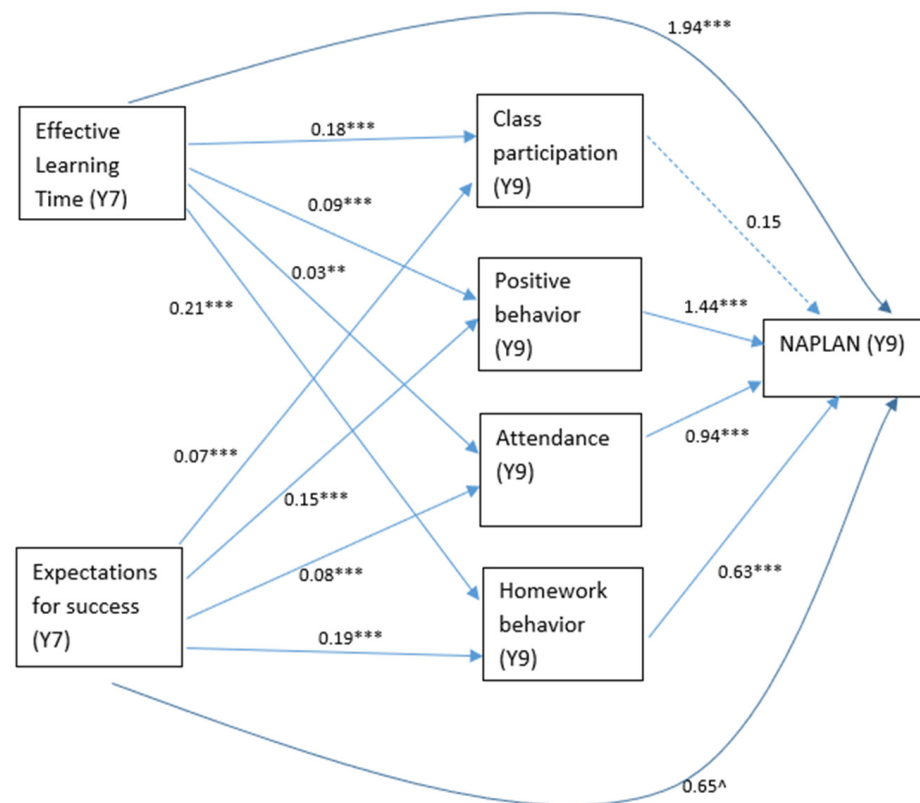 1.94***
Effective
Learning
Time (Y7)
0.18***
Class
participation
(Y9)
0.09***
0.15
0.03**
Positive
behavior
(Y9)
0.21***
1.44***
NAPLAN (Y9)
Attendance
(Y9)
0.94***
0.07***
0.15***
Expectations
for success
(Y7)
0.08***
Homework
behavior
(Y9)
0.63***
0.19***
0.65^